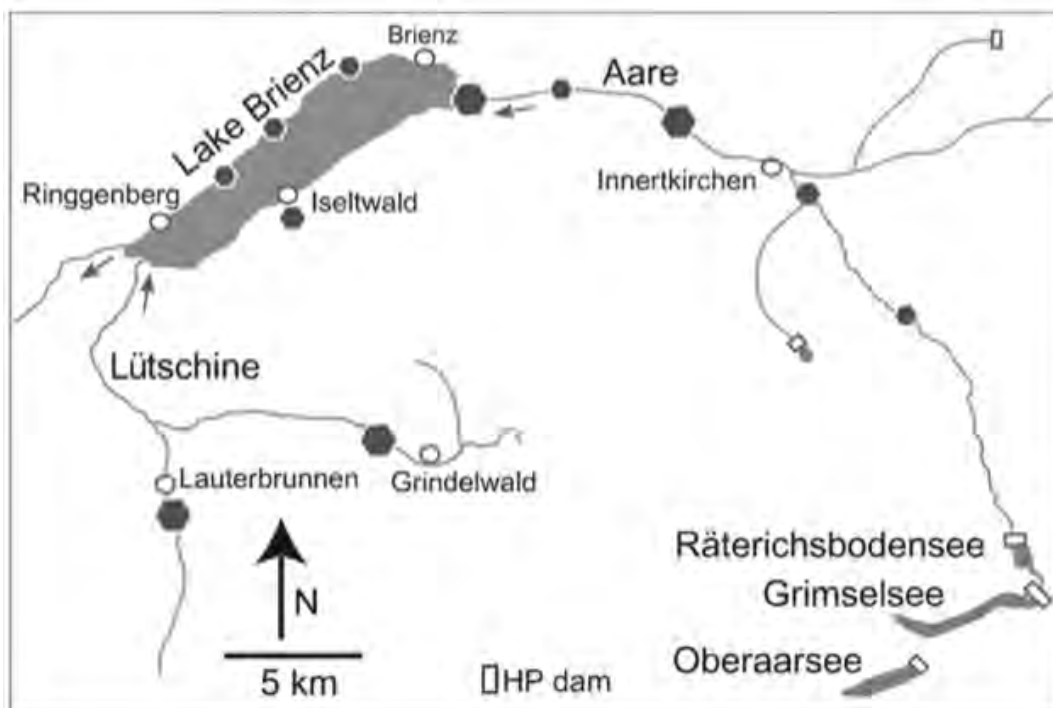 Brienz
Aare
Lake Brienz
Ringgenberg
Iseltwald
Innertkirchen
Lütschine
Lauterbrunnen
Grindelwald
Räterichsbodensee
Grimselsee
Oberaarsee
N
5 km
HP dam